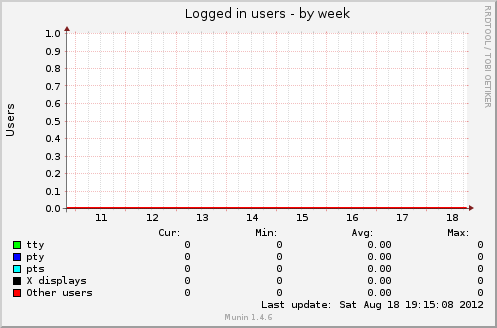 Logged in users - by week
RRDTOOL / TOBI OETIKER
Users
1.0
0.9
0.8
0.7
0.6
0.5
0.4
0.3
0.2
0.1
0.0
11 12 13 14 15 16 17 18
Cur: Min: Avg: Max:
tty 0 0 0.00 0
pty 0 0 0.00 0
pts 0 0 0.00 0
X displays 0 0 0.00 0
Other users 0 0 0.00 0
Last update: Sat Aug 18 19:15:08 2012
Munin 1.4.6